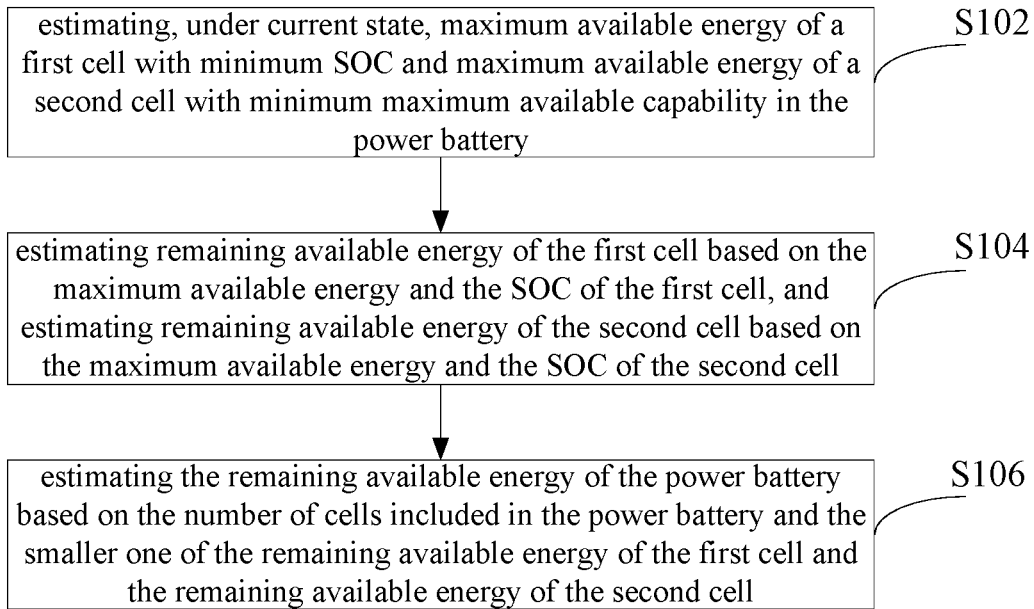 estimating, under current state, maximum available energy of a
first cell with minimum SOC and maximum available energy of a
second cell with minimum maximum available capability in the
power battery
S102
estimating remaining available energy of the first cell based on the
maximum available energy and the SOC of the first cell, and
estimating remaining available energy of the second cell based on
the maximum available energy and the SOC of the second cell
S104
estimating the remaining available energy of the power battery
based on the number of cells included in the power battery and the
smaller one of the remaining available energy of the first cell and
the remaining available energy of the second cell
S106